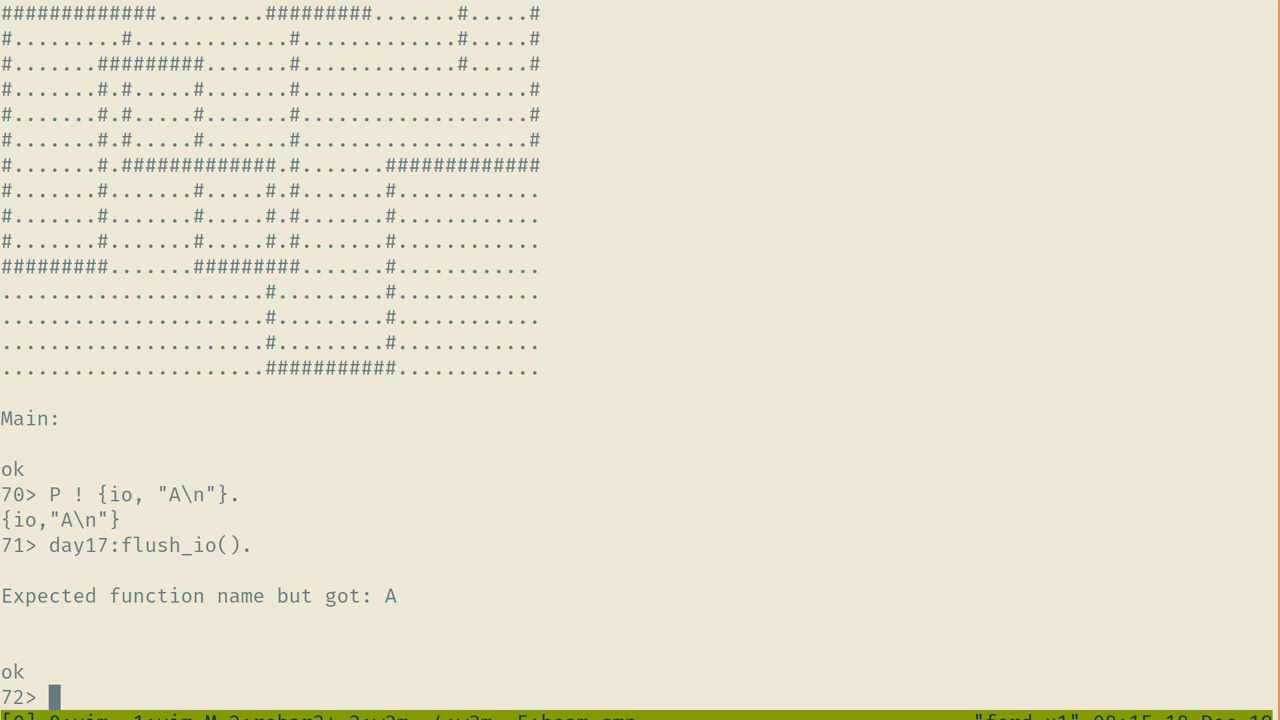 #############.........#########.......#.....#
#.........#.............#.............#.....#
#.......#########.......#.............#.....#
#.......#.#.....#.......#...................#
#.......#.#.....#.......#...................#
#.......#.#.....#.......#...................#
#.......#.#############.#.......#############
#.......#.......#.....#.#.......#............
#.......#.......#.....#.#.......#............
#.......#.......#.....#.#.......#............
#########.......#########.......#............
......................#.........#............
......................#.........#............
......................#.........#............
......................###########............
Main:
ok
70> P ! {io, "A\n"}.
{io,"A\n"}
71> day17:flush_io().
Expected function name but got: A
ok
72>